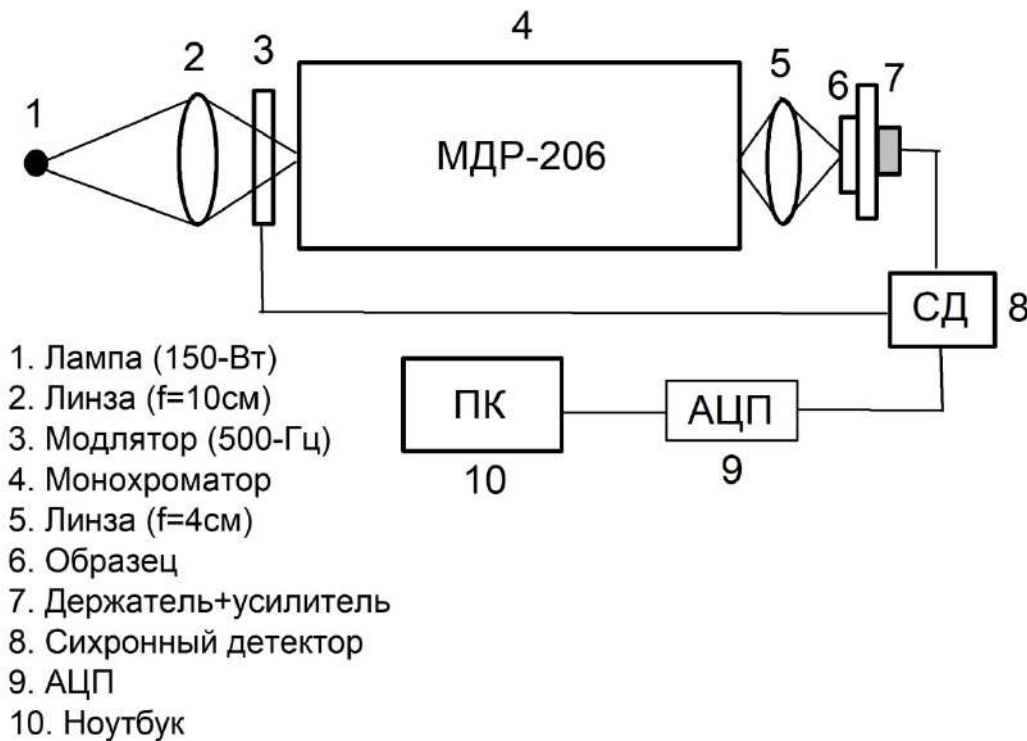 4
2
3
5
6
7
1
МДР-206
СД
8
1. Лампа (150-Вт)
2. Линза (f=10см)
3. Модлятор (500-Гц)
4. Монохроматор
5. Линза (f=4см)
6. Образец
7. Держатель+усилитель
8. Сихронный детектор
9. АЦП
10. Ноутбук
ПК
АЦП
10
9